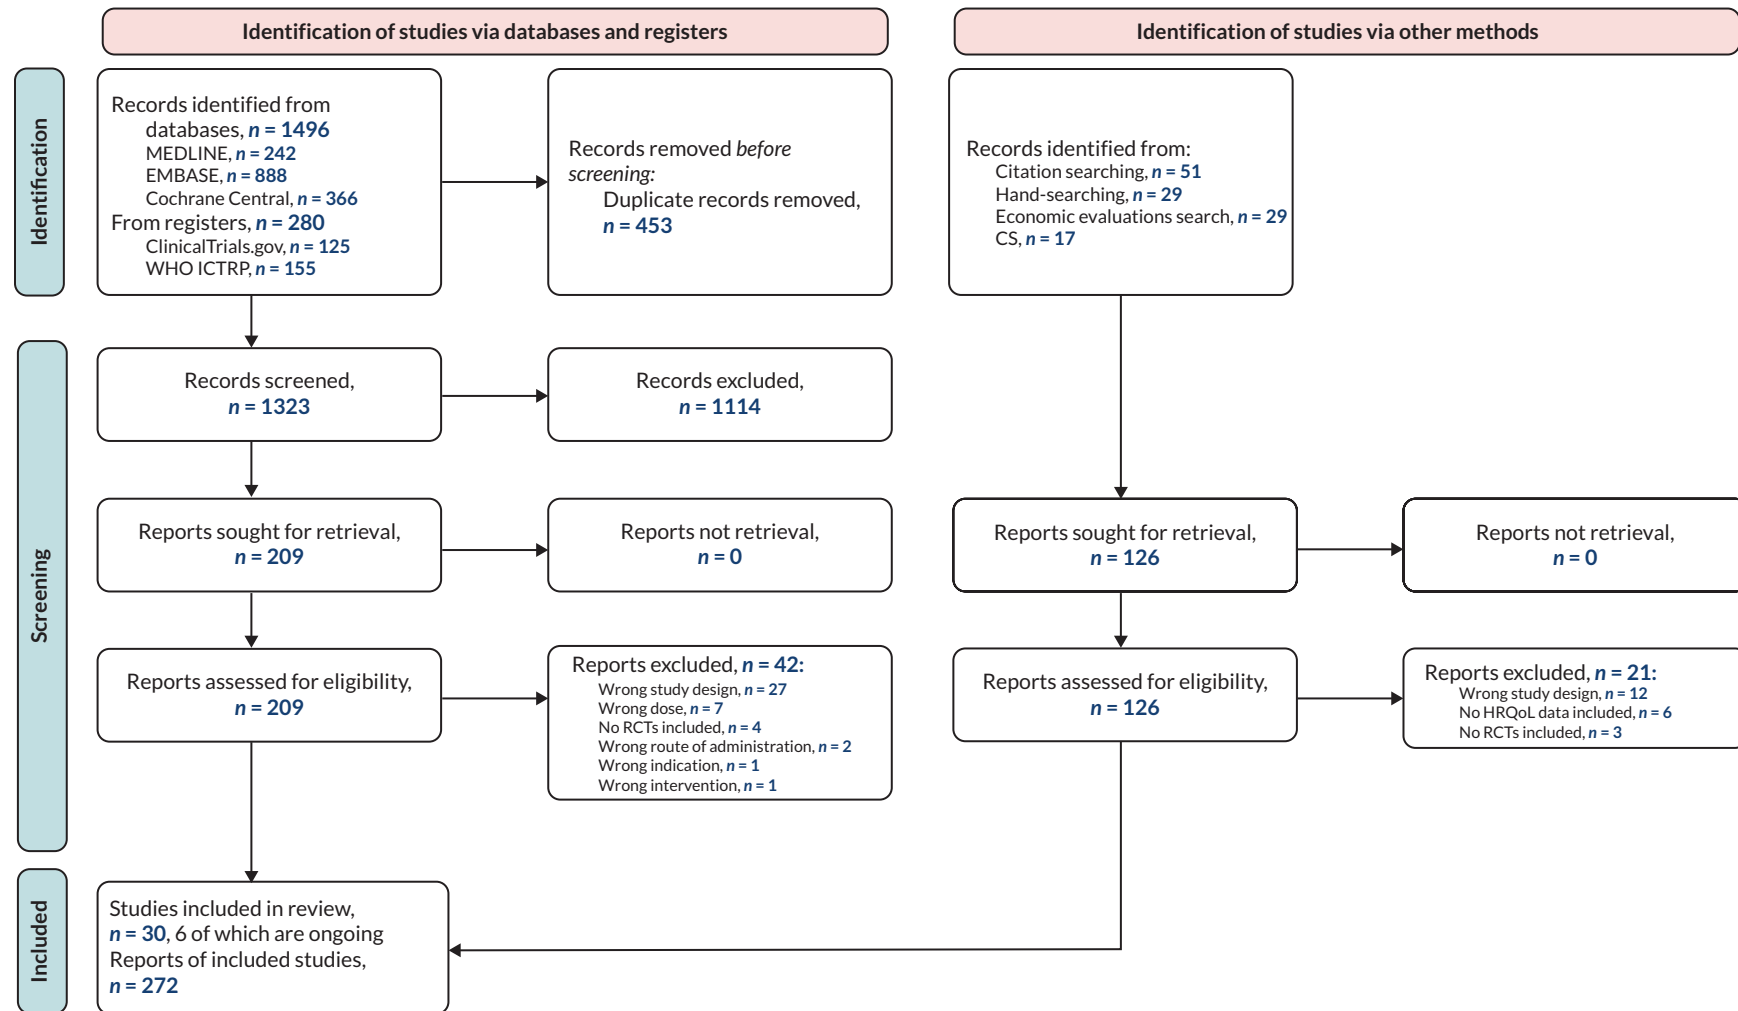 Identification of studies via databases and registers
Identification of studies via other methods
Identification
Records identified from
databases, n = 1496
MEDLINE, n = 242
EMBASE, n = 888
Cochrane Central, n = 366
From registers, n = 280
ClinicalTrials.gov, n = 125
WHO ICTRP, n = 155
Records removed before
screening:
Duplicate records removed,
n = 453
Records identified from:
Citation searching, n = 51
Hand-searching, n = 29
Economic evaluations search, n = 29
CS, n = 17
Screening
Records screened,
n = 1323
Records excluded,
n = 1114
Reports sought for retrieval,
n = 209
Reports not retrieval,
n = 0
Reports sought for retrieval,
n = 126
Reports not retrieval,
n = 0
Reports assessed for eligibility,
n = 209
Reports excluded, n = 42:
Wrong study design, n = 27
Wrong dose, n = 7
No RCTs included, n = 4
Wrong route of administration, n = 2
Wrong indication, n = 1
Wrong intervention, n = 1
Reports assessed for eligibility,
n = 126
Reports excluded, n = 21:
Wrong study design, n = 12
No HRQoL data included, n = 6
No RCTs included, n = 3
Included
Studies included in review,
n = 30, 6 of which are ongoing
Reports of included studies,
n = 272